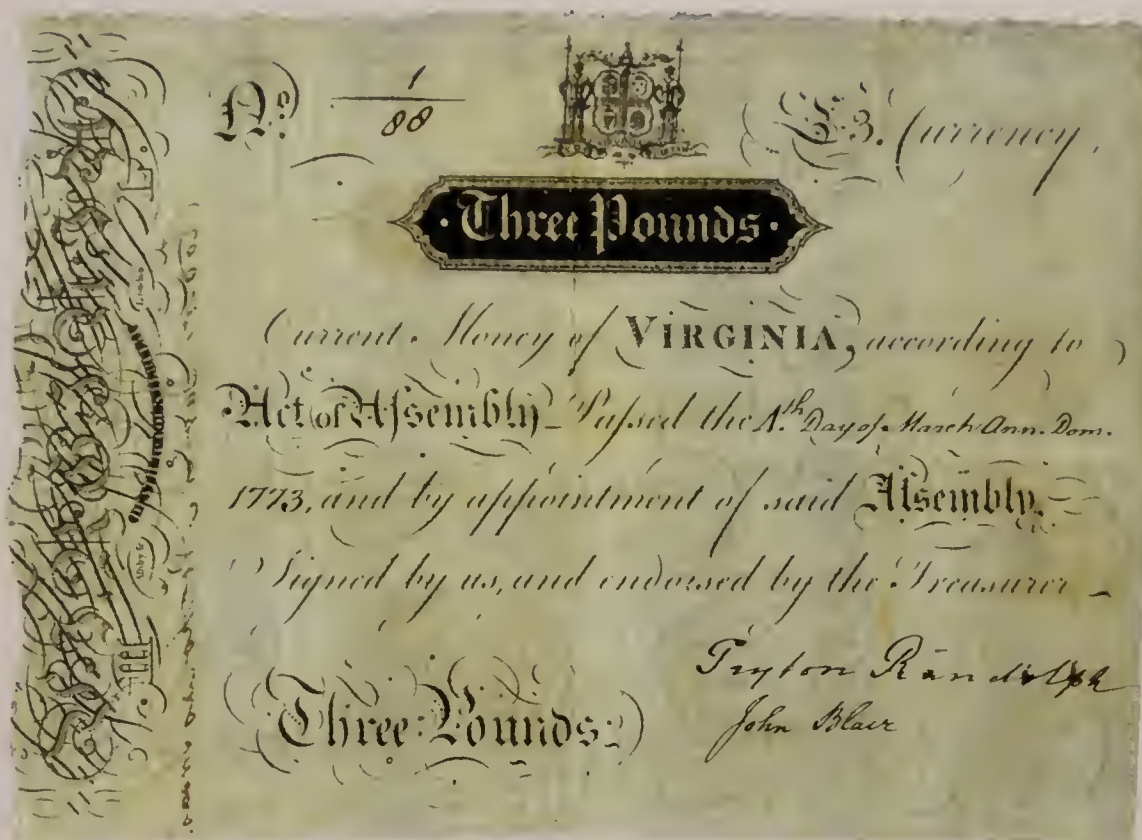 No. 1
88
£3. Currency.
Three Pounds
Current Money of VIRGINIA, according to
Act of Assembly Passed the 4th Day of March Ann. Dom.
1773, and by appointment of said Assembly,
Signed by us, and endorsed by the Treasurer
Three Pounds
Peyton Randolph
John Blair